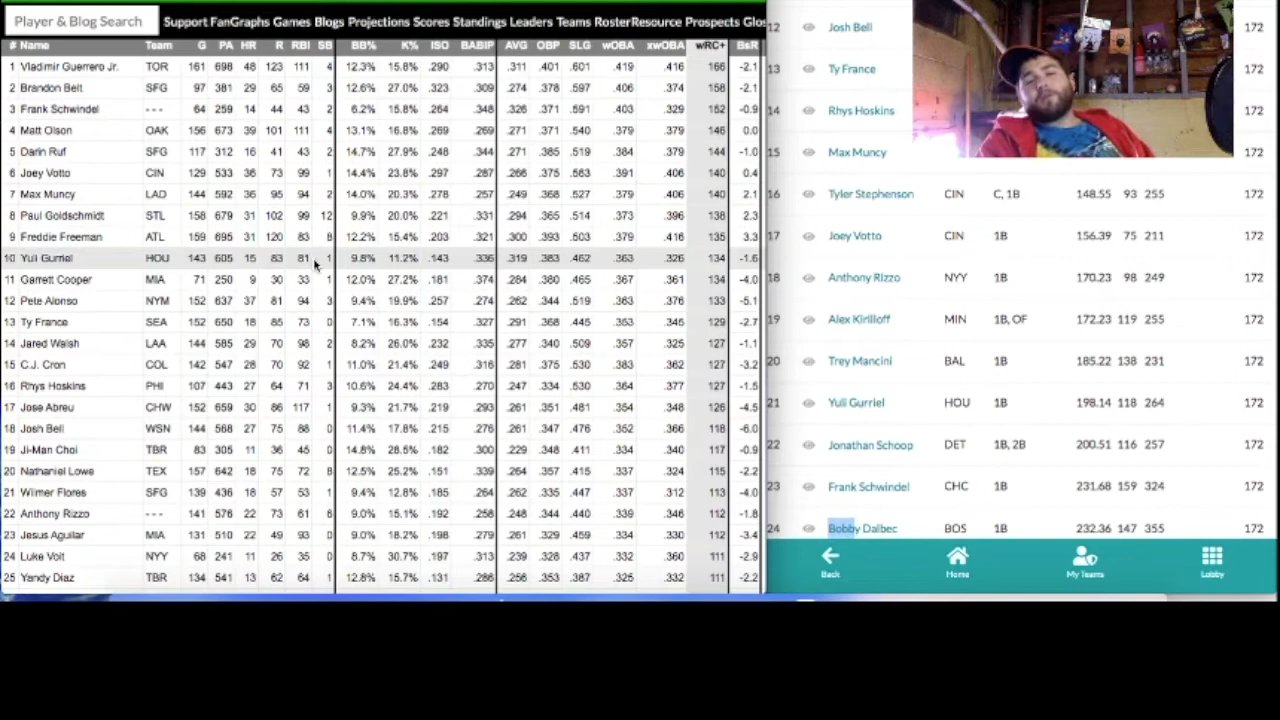 Player & Blog Search Support FanGraphs Games Blogs Projections Scores Standings Leaders Teams RosterResource Prospects Glos
# Name Team G PA HR R RBI SB BB% K% ISO BABIP AVG OBP SLG wOBA xwOBA wRC+ BsR
1 Vladimir Guerrero Jr. TOR 161 698 48 123 111 4 12.3% 15.8% .290 .313 .311 .401 .601 .419 .416 166 -2.1
2 Brandon Belt SFG 97 381 29 65 59 3 12.6% 27.0% .323 .309 .274 .378 .597 .406 .374 158 -2.1
3 Frank Schwindel - - - 64 259 14 44 43 2 6.2% 15.8% .264 .348 .326 .371 .591 .403 .329 152 -0.9
4 Matt Olson OAK 156 673 39 101 111 4 13.1% 16.8% .269 .269 .271 .371 .540 .379 .379 146 0.0
5 Darin Ruf SFG 117 312 16 41 43 2 14.7% 27.9% .248 .344 .271 .385 .519 .384 .379 144 -1.0
6 Joey Votto CIN 129 533 36 73 99 1 14.4% 23.8% .297 .287 .266 .375 .563 .391 .406 140 0.4
7 Max Muncy LAD 144 592 36 95 94 2 14.0% 20.3% .278 .257 .249 .368 .527 .379 .406 140 2.1
8 Paul Goldschmidt STL 158 679 31 102 99 12 9.9% 20.0% .221 .331 .294 .365 .514 .373 .396 138 2.3
9 Freddie Freeman ATL 159 695 31 120 83 8 12.2% 15.4% .203 .321 .300 .393 .503 .379 .416 135 3.3
10 Yuli Gurriel HOU 143 605 15 83 81 1 9.8% 11.2% .143 .336 .319 .383 .462 .363 .326 134 -1.6
11 Garrett Cooper MIA 71 250 9 30 33 1 12.0% 27.2% .181 .374 .284 .380 .465 .367 .361 134 -4.0
12 Pete Alonso NYM 152 637 37 81 94 3 9.4% 19.9% .257 .274 .262 .344 .519 .363 .376 133 -5.1
13 Ty France SEA 152 650 18 85 73 0 7.1% 16.3% .154 .327 .291 .368 .445 .353 .345 129 -2.7
14 Jared Walsh LAA 144 585 29 70 98 2 8.2% 26.0% .232 .335 .277 .340 .509 .357 .325 127 -1.1
15 C.J. Cron COL 142 547 28 70 92 1 11.0% 21.4% .249 .316 .281 .375 .530 .383 .362 127 -3.2
16 Rhys Hoskins PHI 107 443 27 64 71 3 10.6% 24.4% .283 .270 .247 .334 .530 .364 .377 127 -1.5
17 Jose Abreu CHW 152 659 30 86 117 1 9.3% 21.7% .219 .293 .261 .351 .481 .354 .348 126 -4.5
18 Josh Bell WSN 144 568 27 75 88 0 11.4% 17.8% .215 .276 .261 .347 .476 .352 .366 118 -6.0
19 Ji-Man Choi TBR 83 305 11 36 45 0 14.8% 28.5% .182 .300 .229 .348 .411 .334 .340 117 -0.9
20 Nathaniel Lowe TEX 157 642 18 75 72 8 12.5% 25.2% .151 .339 .264 .357 .415 .337 .324 115 -2.2
21 Wilmer Flores SFG 139 436 18 57 53 1 9.4% 12.8% .185 .264 .262 .335 .447 .337 .312 113 -4.0
22 Anthony Rizzo - - - 141 576 22 73 61 6 9.0% 15.1% .192 .258 .248 .344 .440 .339 .346 112 -1.8
23 Jesus Aguilar MIA 131 510 22 49 93 0 9.0% 18.2% .198 .279 .261 .329 .459 .334 .330 112 -3.4
24 Luke Voit NYY 68 241 11 26 35 0 8.7% 30.7% .197 .313 .239 .328 .437 .332 .360 111 -2.9
25 Yandy Diaz TBR 134 541 13 62 64 1 12.8% 15.7% .131 .286 .256 .353 .387 .325 .332 111 -2.2
12 Josh Bell 172
13 Ty France 172
14 Rhys Hoskins 172
15 Max Muncy 172
16 Tyler Stephenson CIN C, 1B 148.55 93 255 172
17 Joey Votto CIN 1B 156.39 75 211 172
18 Anthony Rizzo NYY 1B 170.23 98 249 172
19 Alex Kirilloff MIN 1B, OF 172.23 119 255 172
20 Trey Mancini BAL 1B 185.22 138 231 172
21 Yuli Gurriel HOU 1B 198.14 118 264 172
22 Jonathan Schoop DET 1B, 2B 200.51 116 257 172
23 Frank Schwindel CHC 1B 231.68 159 324 172
24 Bobby Dalbec BOS 1B 232.36 147 355 172
Back Home My Teams Lobby